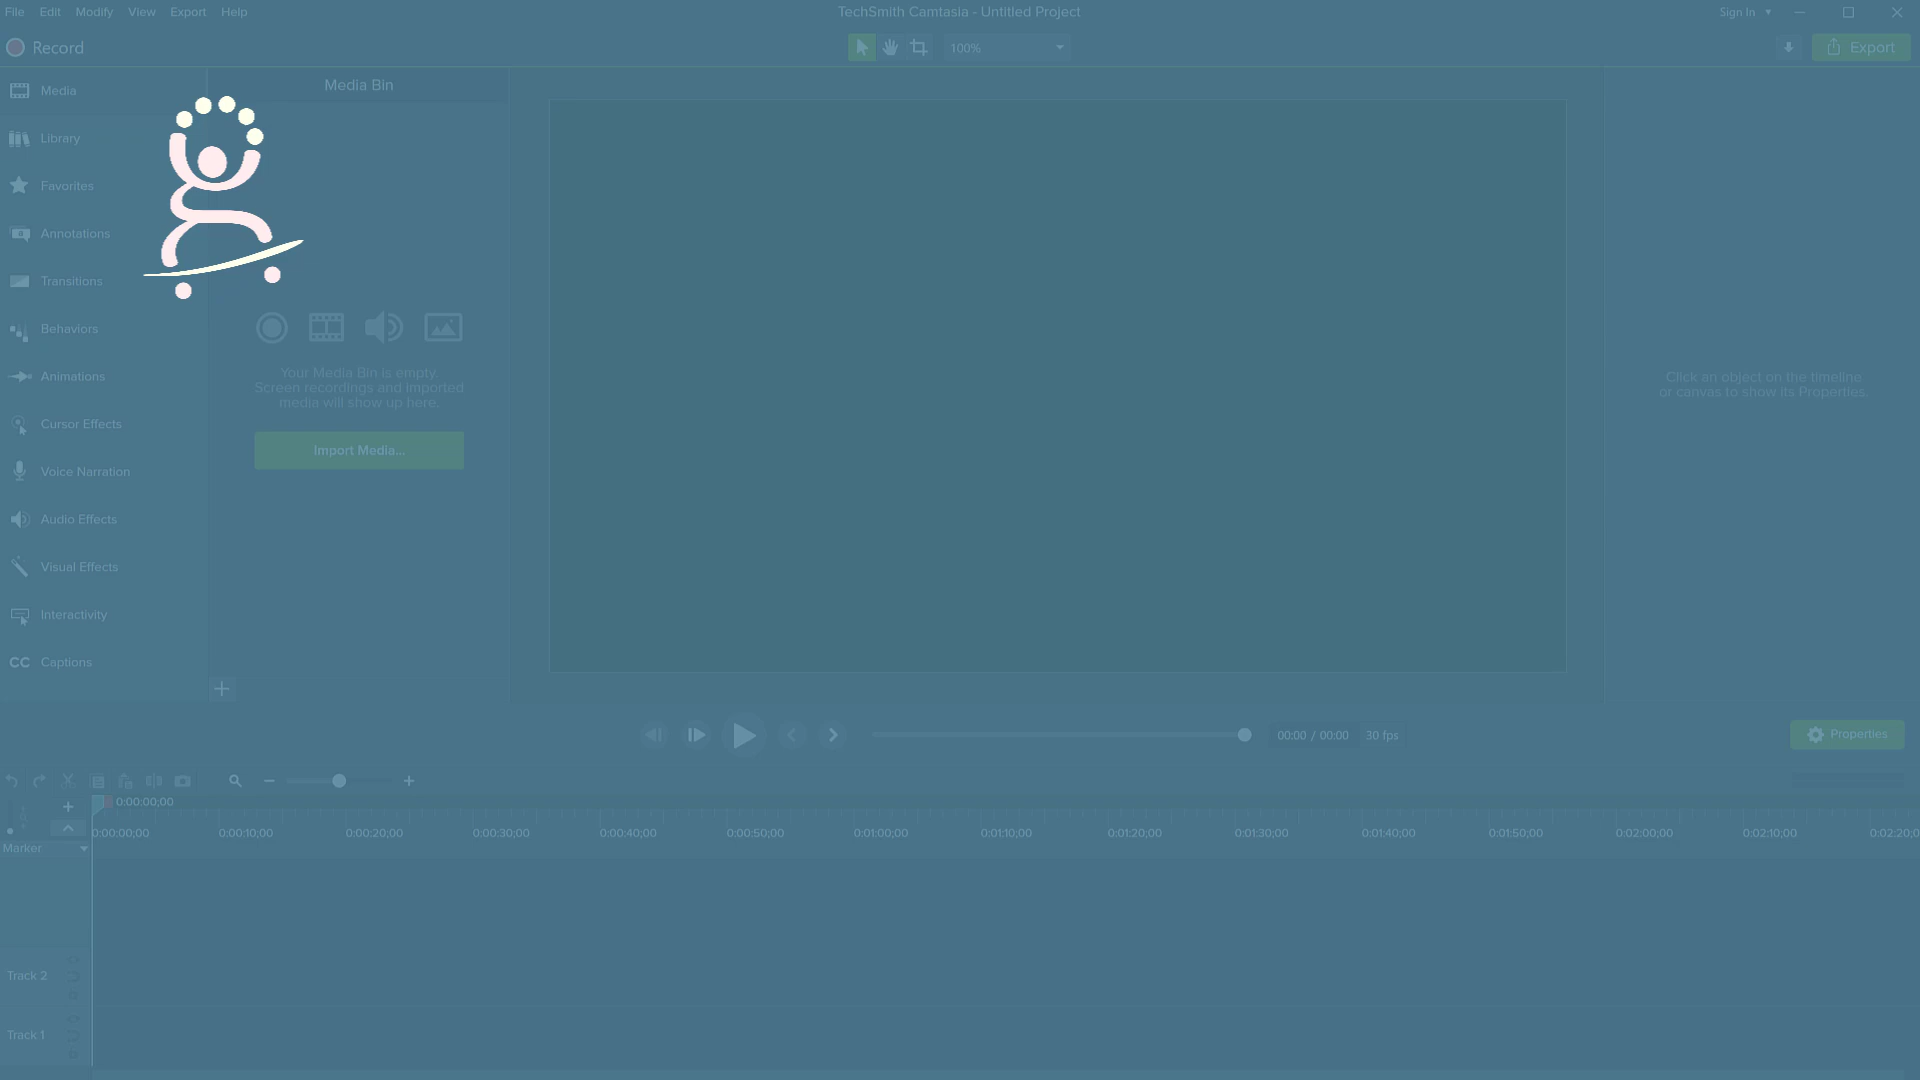 File Edit Modify View Export Help
TechSmith Camtasia - Untitled Project
Sign In
Record
100%
Export
Media
Media Bin
Library
Favorites
Annotations
Transitions
Behaviors
Animations
Cursor Effects
Voice Narration
Audio Effects
Visual Effects
Interactivity
CC Captions
Your Media Bin is empty.
Screen recordings and imported
media will show up here.
Import Media...
Click an object on the timeline
or canvas to show its Properties.
00:00 / 00:00 30 fps
Properties
0:00:00;00
0:00:00;00 0:00:10;00 0:00:20;00 0:00:30;00 0:00:40;00 0:00:50;00 0:01:00;00 0:01:10;00 0:01:20;00 0:01:30;00 0:01:40;00 0:01:50;00 0:02:00;00 0:02:10;00 0:02:20;0
Marker
Track 2
Track 1